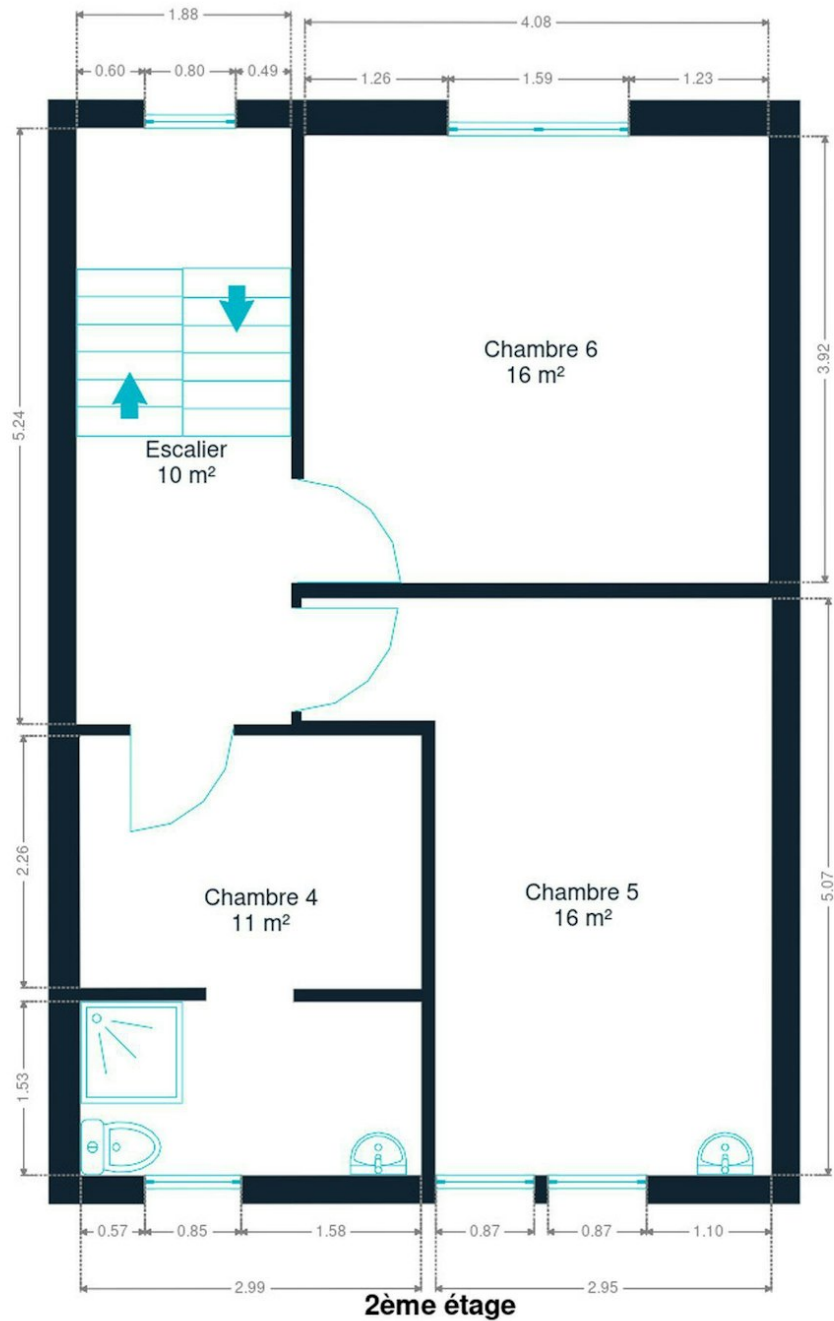 1.88
4.08
0.60
0.80
0.49
1.26
1.59
1.23
5.24
3.92
Chambre 6
16 m²
Escalier
10 m²
2.26
5.07
Chambre 4
11 m²
Chambre 5
16 m²
1.53
0.57
0.85
1.58
0.87
0.87
1.10
2.99
2.95
2ème étage